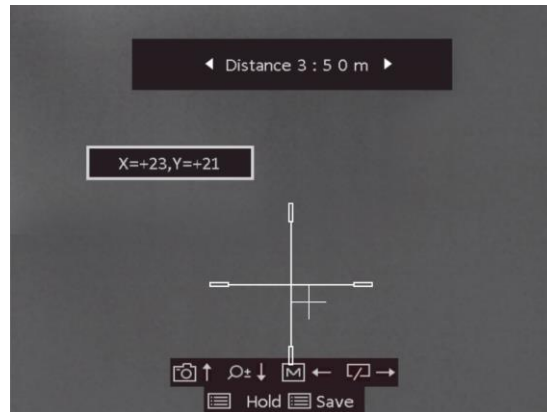 Distance 3 : 5 0 m
X=+23,Y=+21
± ↓ M ←  →
Hold Save